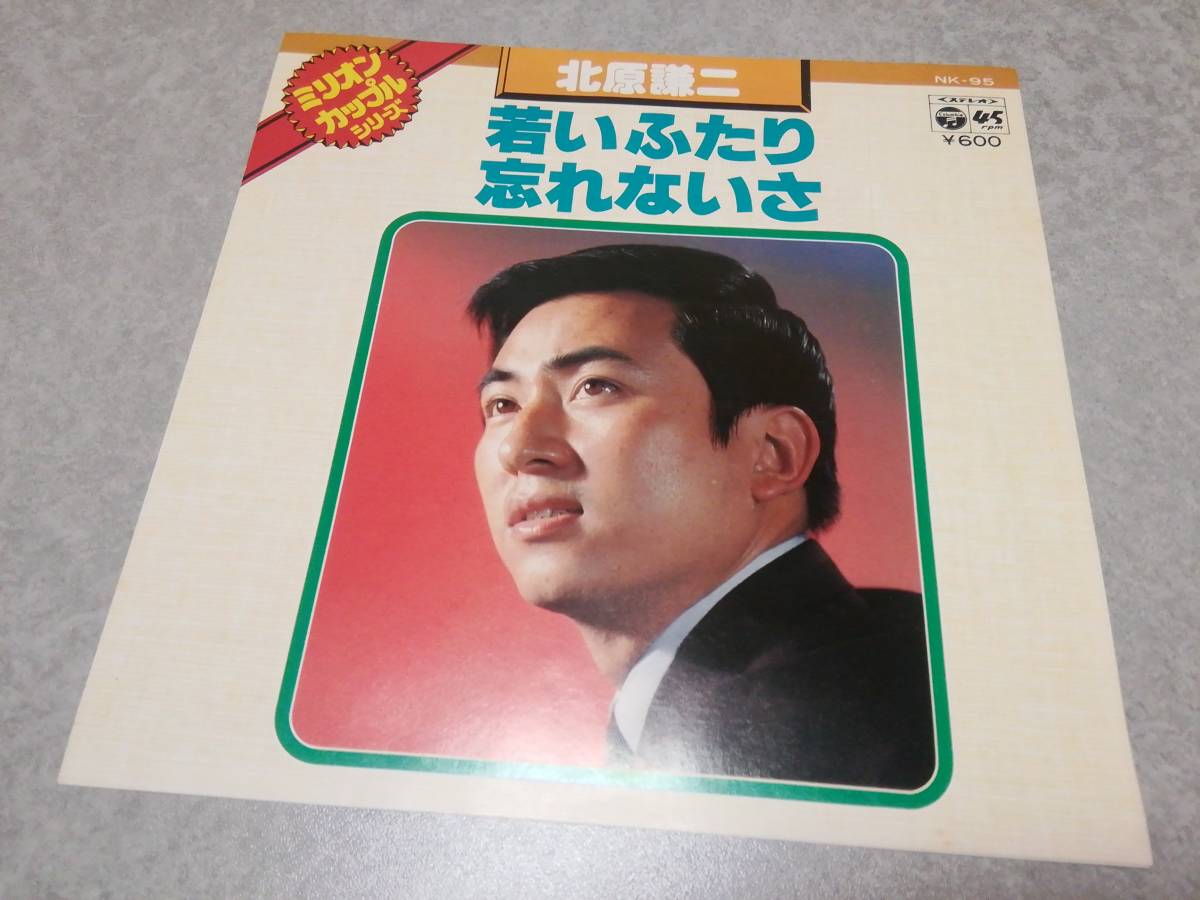 ミリオン
カップル
シリーズ
北原謙二
若いふたり
忘れないさ
NK-95
<ステレオ>
Columbia
45
rpm
¥600